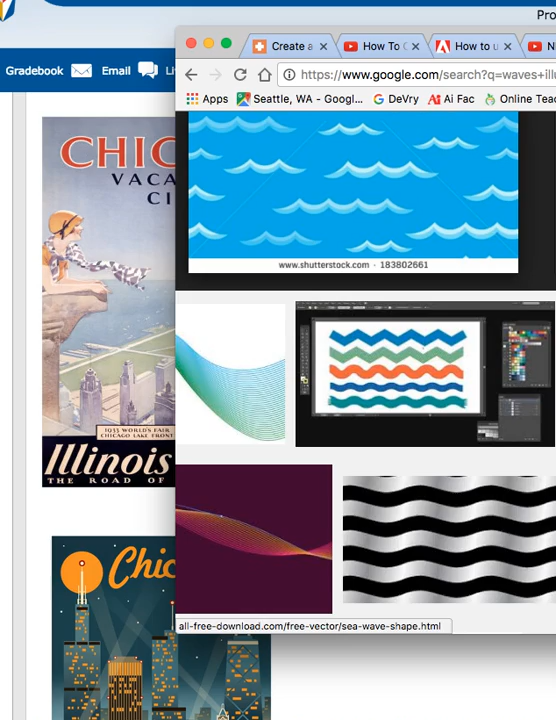 Pro
Gradebook Email Li
Create a How To C How to u N
https://www.google.com/search?q=waves+illu
Apps Seattle, WA - Googl... DeVry Ai Fac Online Teac
CHIC
VACA
CI
www.shutterstock.com · 183802661
1933 WORLD'S FAIR
CHICAGO LAKE FRONT
Illinois
THE ROAD OF
Chic
all-free-download.com/free-vector/sea-wave-shape.html